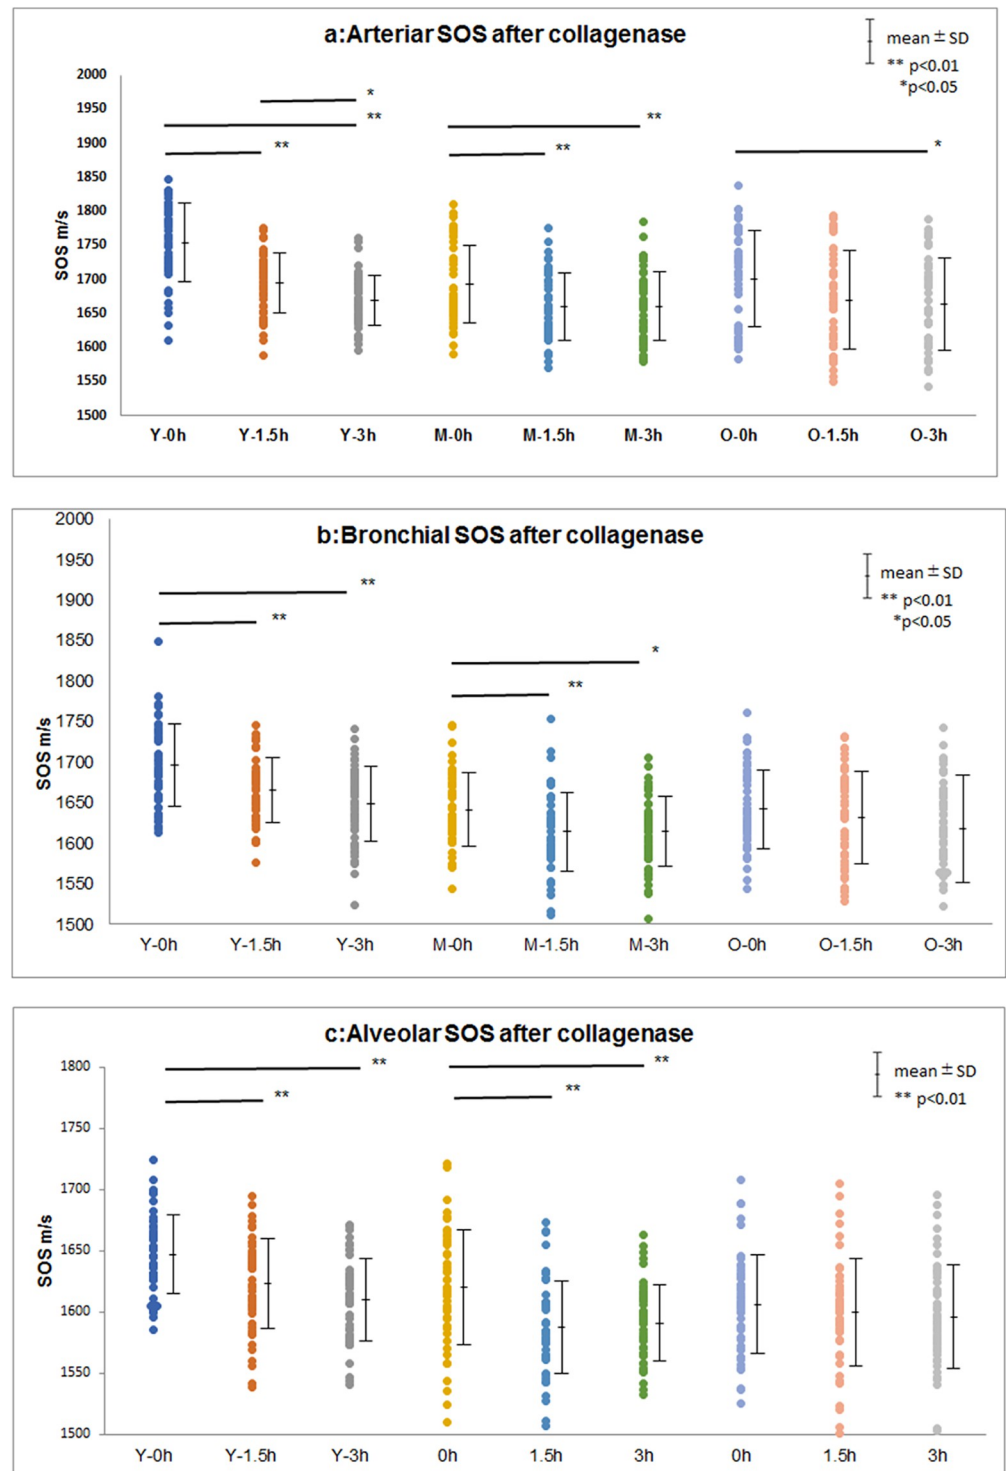 a:Arteriar SOS after collagenase
mean ± SD
** p<0.01
*p<0.05
SOS m/s
2000
1950
1900
1850
1800
1750
1700
1650
1600
1550
1500
*
**
**
**
**
*
Y-0h Y-1.5h Y-3h M-0h M-1.5h M-3h O-0h O-1.5h O-3h
b:Bronchial SOS after collagenase
mean ± SD
** p<0.01
*p<0.05
SOS m/s
2000
1950
1900
1850
1800
1750
1700
1650
1600
1550
1500
**
**
*
**
Y-0h Y-1.5h Y-3h M-0h M-1.5h M-3h O-0h O-1.5h O-3h
c:Alveolar SOS after collagenase
mean ± SD
** p<0.01
SOS m/s
1800
1750
1700
1650
1600
1550
1500
**
**
**
**
Y-0h Y-1.5h Y-3h 0h 1.5h 3h 0h 1.5h 3h